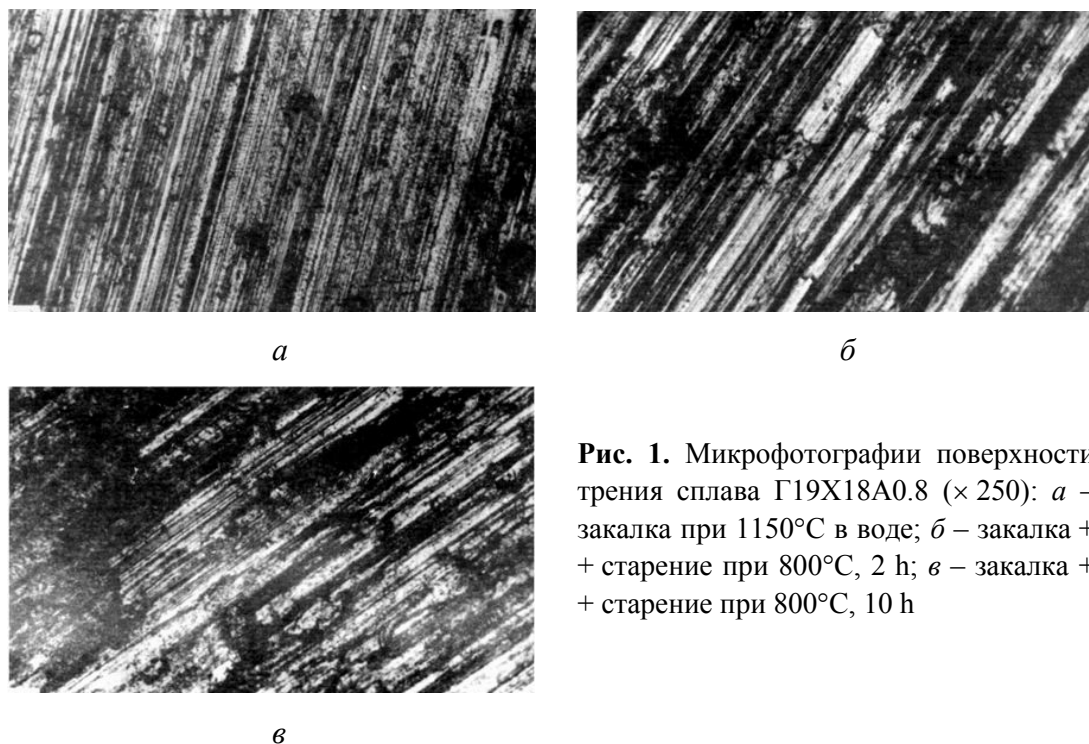 а
б
в
Рис. 1. Микрофотографии поверхности
трения сплава Г19Х18А0.8 (× 250): а –
закалка при 1150°С в воде; б – закалка +
+ старение при 800°С, 2 h; в – закалка +
+ старение при 800°С, 10 h